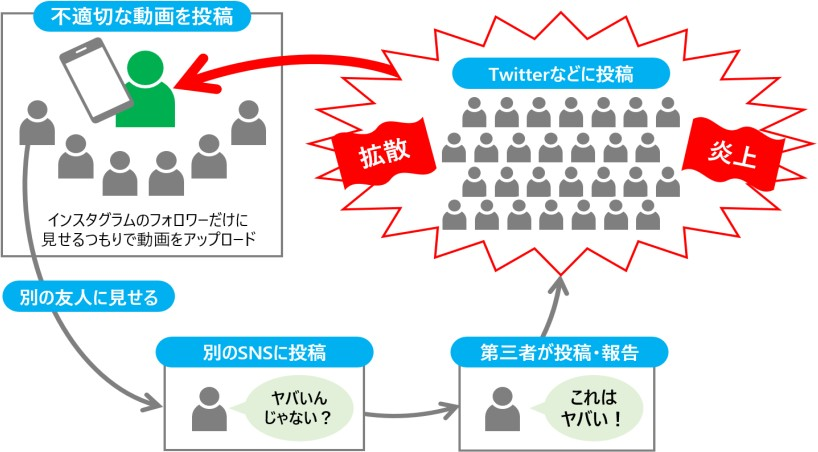 不適切な動画を投稿
インスタグラムのフォロワーだけに
見せるつもりで動画をアップロード
別の友人に見せる
別のSNSに投稿
ヤバいん
じゃない？
第三者が投稿・報告
これは
ヤバい！
Twitterなどに投稿
拡散
炎上